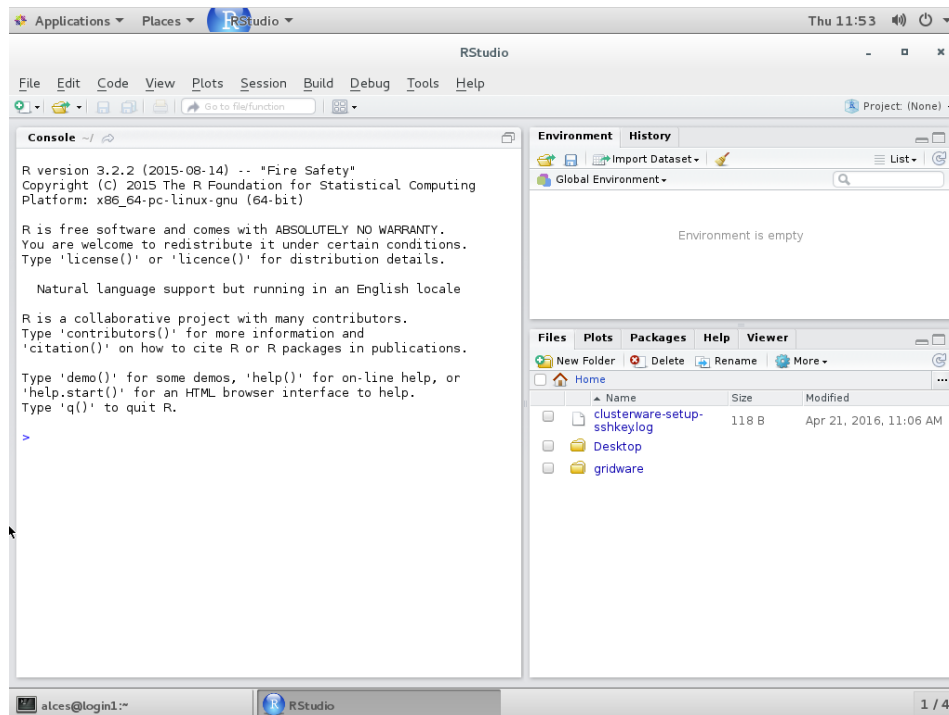 Applications Places RStudio Thu 11:53
RStudio
File Edit Code View Plots Session Build Debug Tools Help
Go to file/function Project: (None)
Console ~/
R version 3.2.2 (2015-08-14) -- "Fire Safety"
Copyright (C) 2015 The R Foundation for Statistical Computing
Platform: x86_64-pc-linux-gnu (64-bit)
R is free software and comes with ABSOLUTELY NO WARRANTY.
You are welcome to redistribute it under certain conditions.
Type 'license()' or 'licence()' for distribution details.
Natural language support but running in an English locale
R is a collaborative project with many contributors.
Type 'contributors()' for more information and
'citation()' on how to cite R or R packages in publications.
Type 'demo()' for some demos, 'help()' for on-line help, or
'help.start()' for an HTML browser interface to help.
Type 'q()' to quit R.
>
Environment History
Import Dataset List
Global Environment
Environment is empty
Files Plots Packages Help Viewer
New Folder Delete Rename More
Home ...
Name Size Modified
clusterware-setup-
sshkey.log 118 B Apr 21, 2016, 11:06 AM
Desktop
gridware
alces@login1:~ RStudio 1 / 4